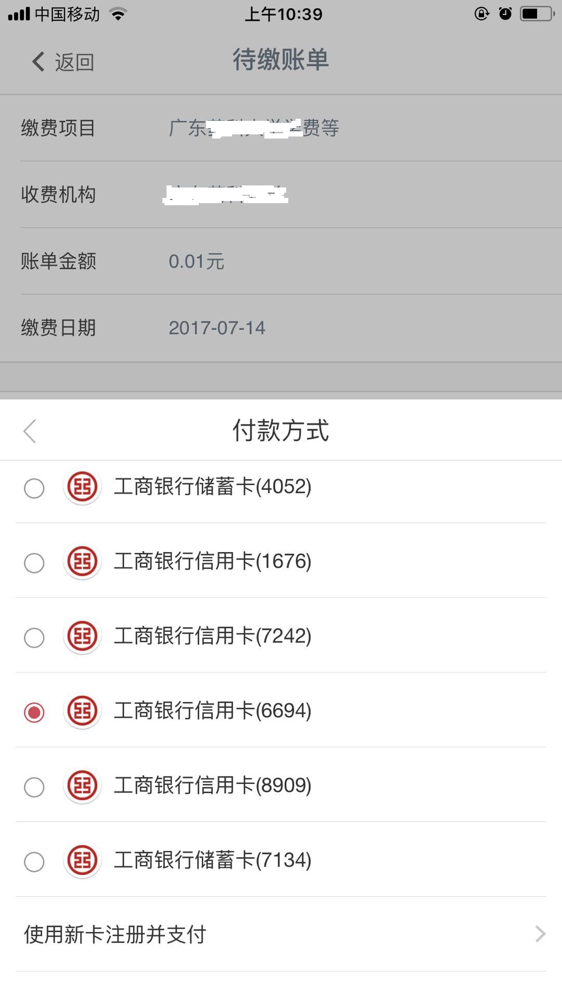 中国移动
上午10:39
返回
待缴账单
缴费项目
广东
费等
收费机构
账单金额
0.01元
缴费日期
2017-07-14
付款方式
工商银行储蓄卡(4052)
工商银行信用卡(1676)
工商银行信用卡(7242)
工商银行信用卡(6694)
工商银行信用卡(8909)
工商银行储蓄卡(7134)
使用新卡注册并支付